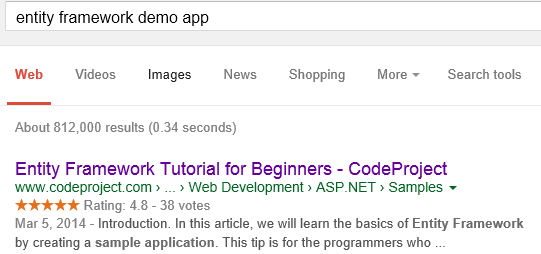 entity framework demo app
Web Videos Images News Shopping More Search tools
About 812,000 results (0.34 seconds)
Entity Framework Tutorial for Beginners - CodeProject
www.codeproject.com › ... › Web Development › ASP.NET › Samples
Rating: 4.8 - 38 votes
Mar 5, 2014 - Introduction. In this article, we will learn the basics of Entity Framework
by creating a sample application. This tip is for the programmers who ...